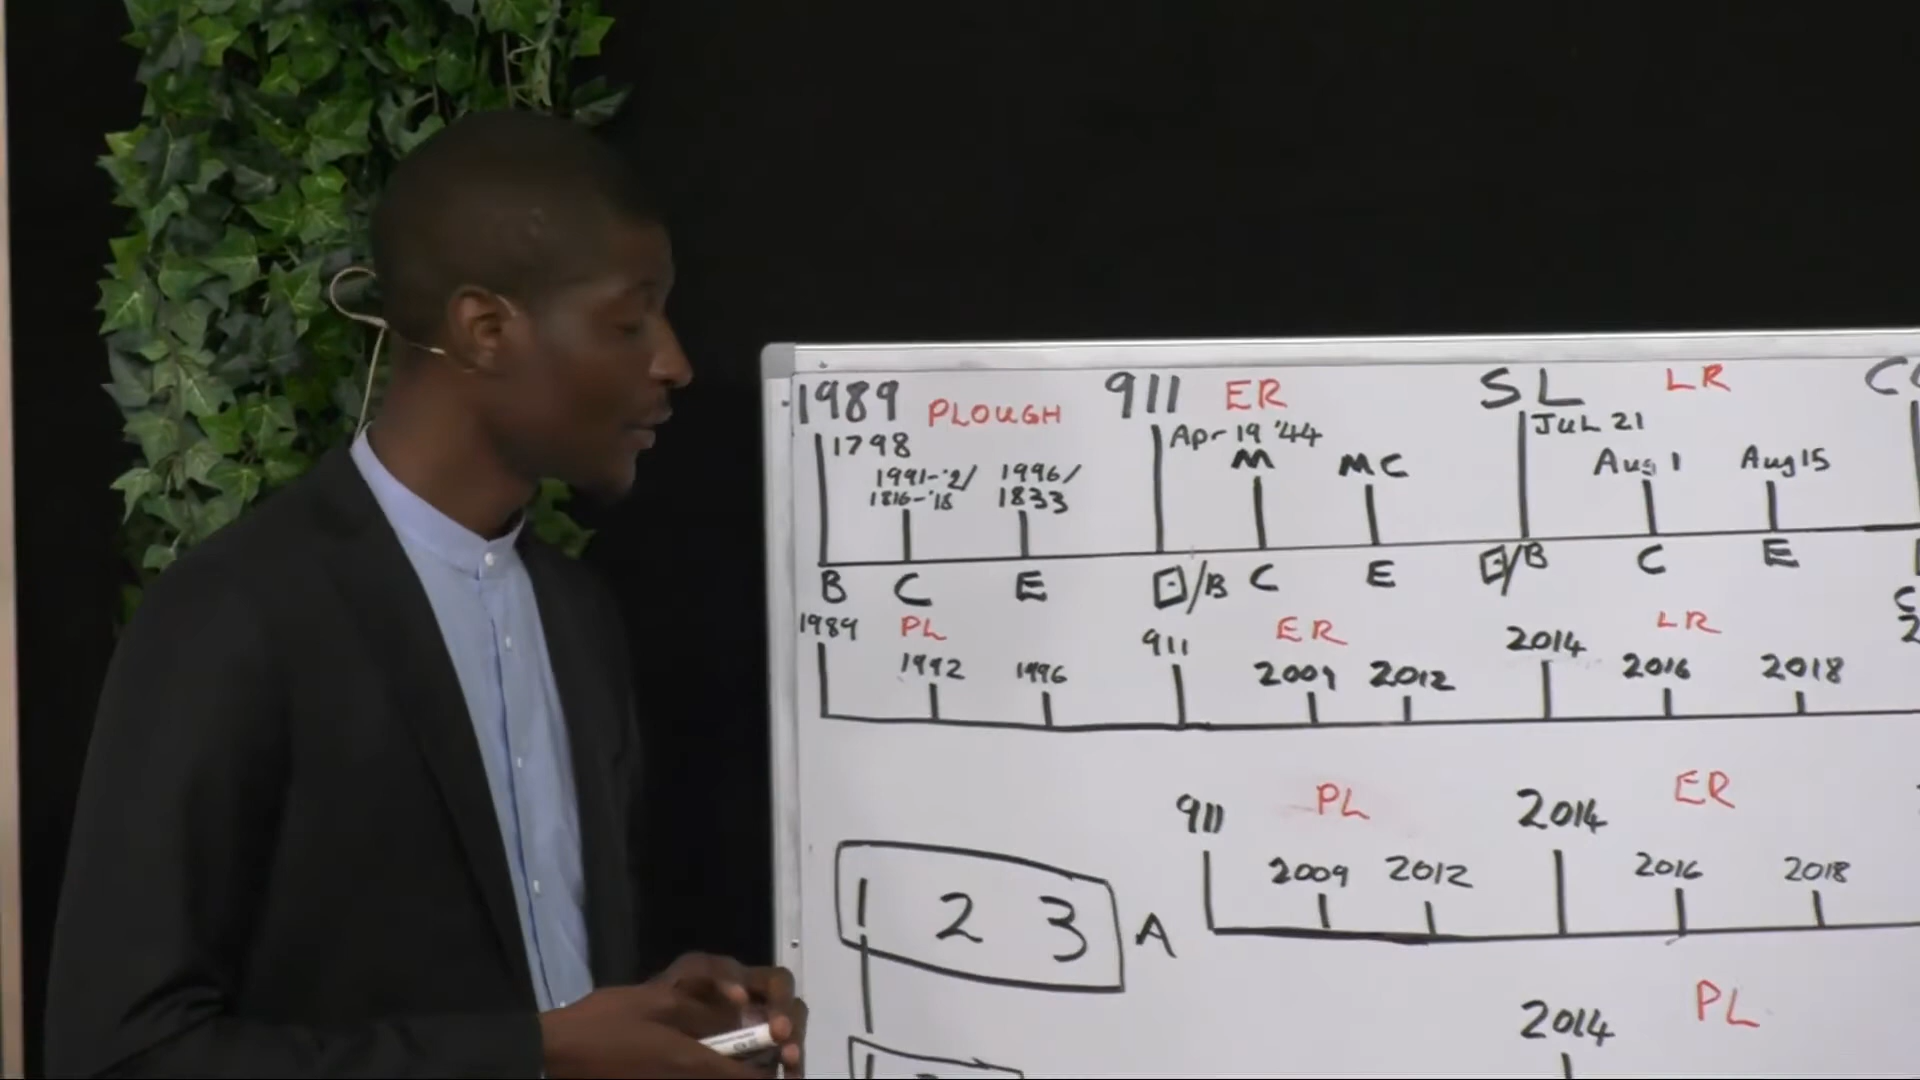 1989 PLOUGH 911 ER SL LR
1798 Apr 19 '44 JUL 21
1991-'2/ 1996/ M MC Aug 1 Aug 15
1816-'18 1833
B C E ⊡/B C E ⊡/B C E
1989 PL 911 ER 2014 LR
1992 1996 2009 2012 2016 2018
911 PL 2014 ER
2009 2012 2016 2018
1 2 3 A
2014 PL